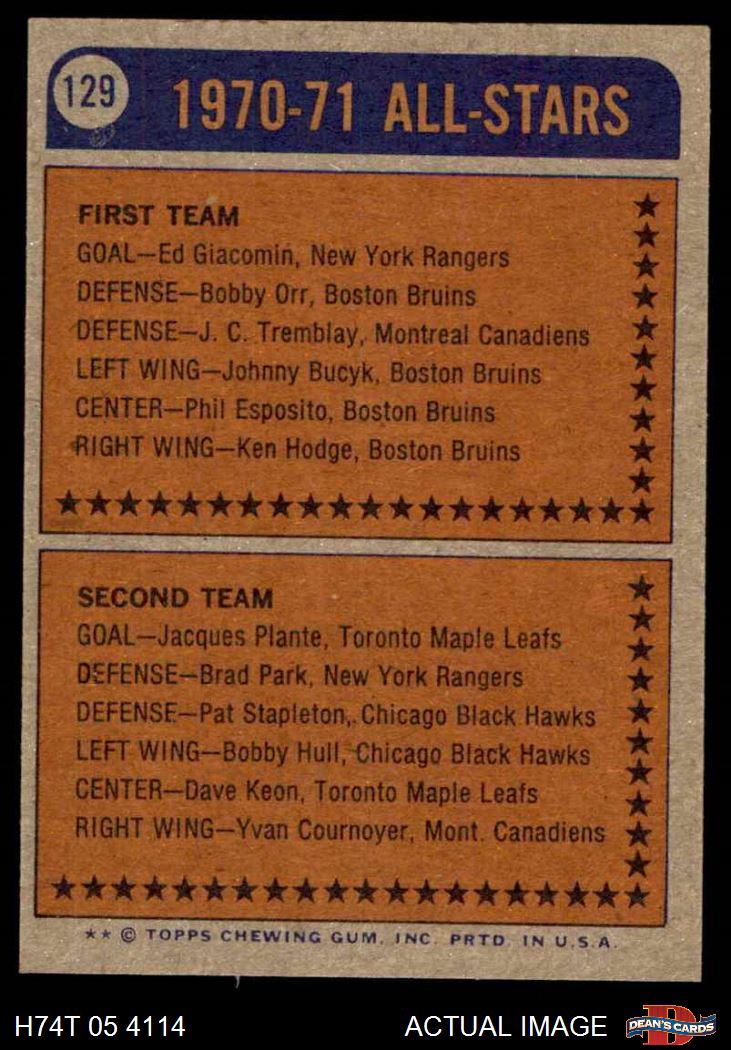 129
1970-71 ALL-STARS
FIRST TEAM
GOAL—Ed Giacomin, New York Rangers
DEFENSE—Bobby Orr, Boston Bruins
DEFENSE—J. C. Tremblay, Montreal Canadiens
LEFT WING—Johnny Bucyk, Boston Bruins
CENTER—Phil Esposito, Boston Bruins
RIGHT WING—Ken Hodge, Boston Bruins
SECOND TEAM
GOAL—Jacques Plante, Toronto Maple Leafs
DEFENSE—Brad Park, New York Rangers
DEFENSE—Pat Stapleton, Chicago Black Hawks
LEFT WING—Bobby Hull, Chicago Black Hawks
CENTER—Dave Keon, Toronto Maple Leafs
RIGHT WING—Yvan Cournoyer, Mont. Canadiens
** © TOPPS CHEWING GUM, INC. PRTD. IN U.S.A.
H74T 05 4114 ACTUAL IMAGE D DEAN'S CARDS